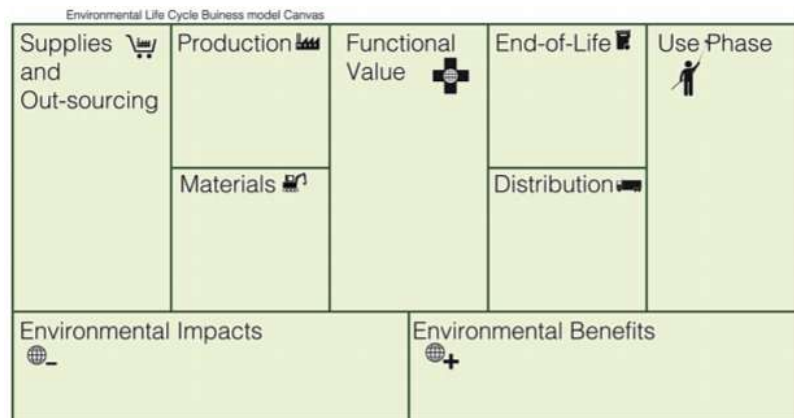 Environmental Life Cycle Buiness model Canvas
Supplies
and
Out-sourcing
Production
Materials
Functional
Value
End-of-Life
Distribution
Use Phase
Environmental Impacts
Environmental Benefits